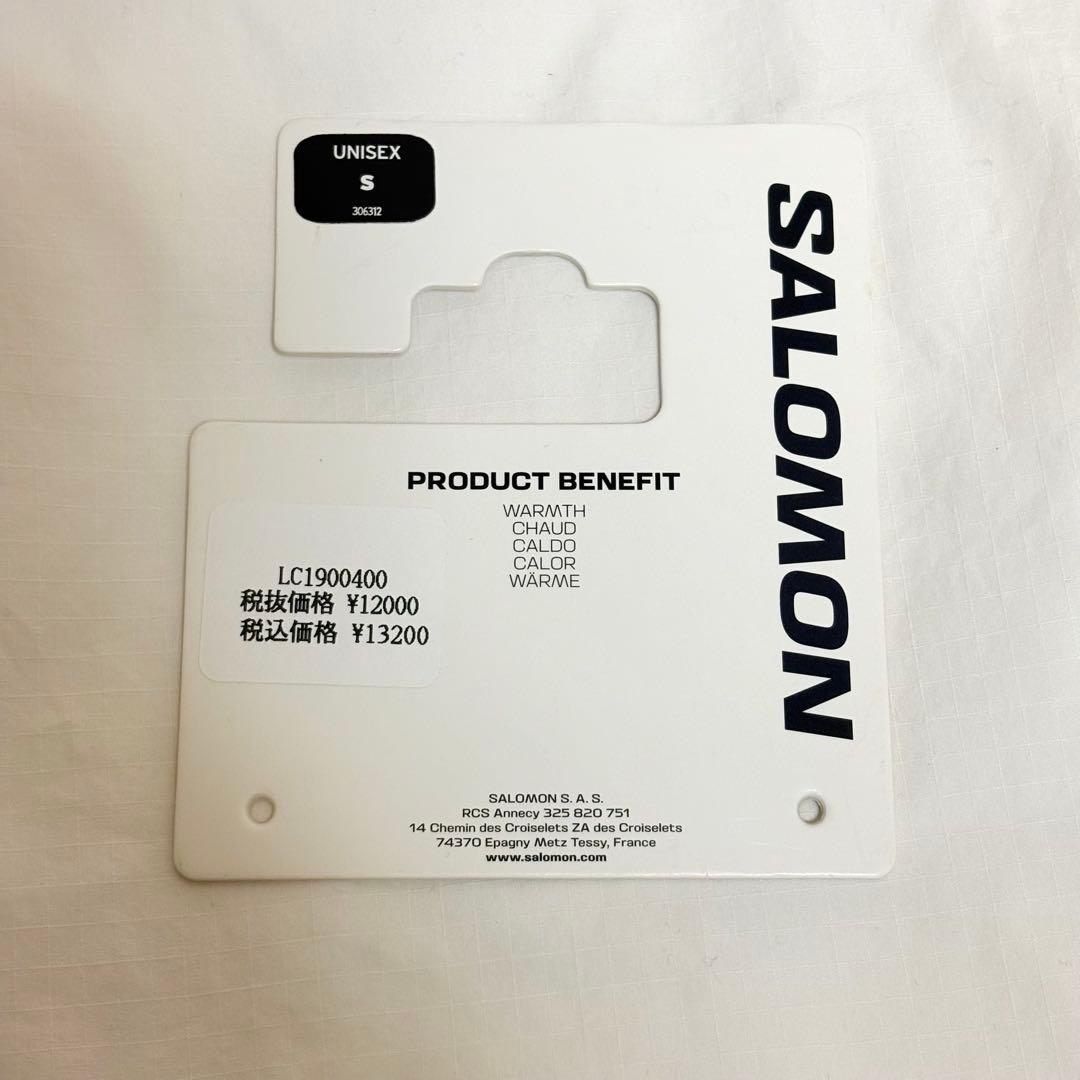 UNISEX
S
306312
SALOMON
PRODUCT BENEFIT
WARMTH
CHAUD
CALDO
CALOR
WÄRME
LC1900400
税抜価格 ¥12000
税込価格 ¥13200
SALOMON S. A. S.
RCS Annecy 325 820 751
14 Chemin des Croiselets ZA des Croiselets
74370 Epagny Metz Tessy, France
www.salomon.com